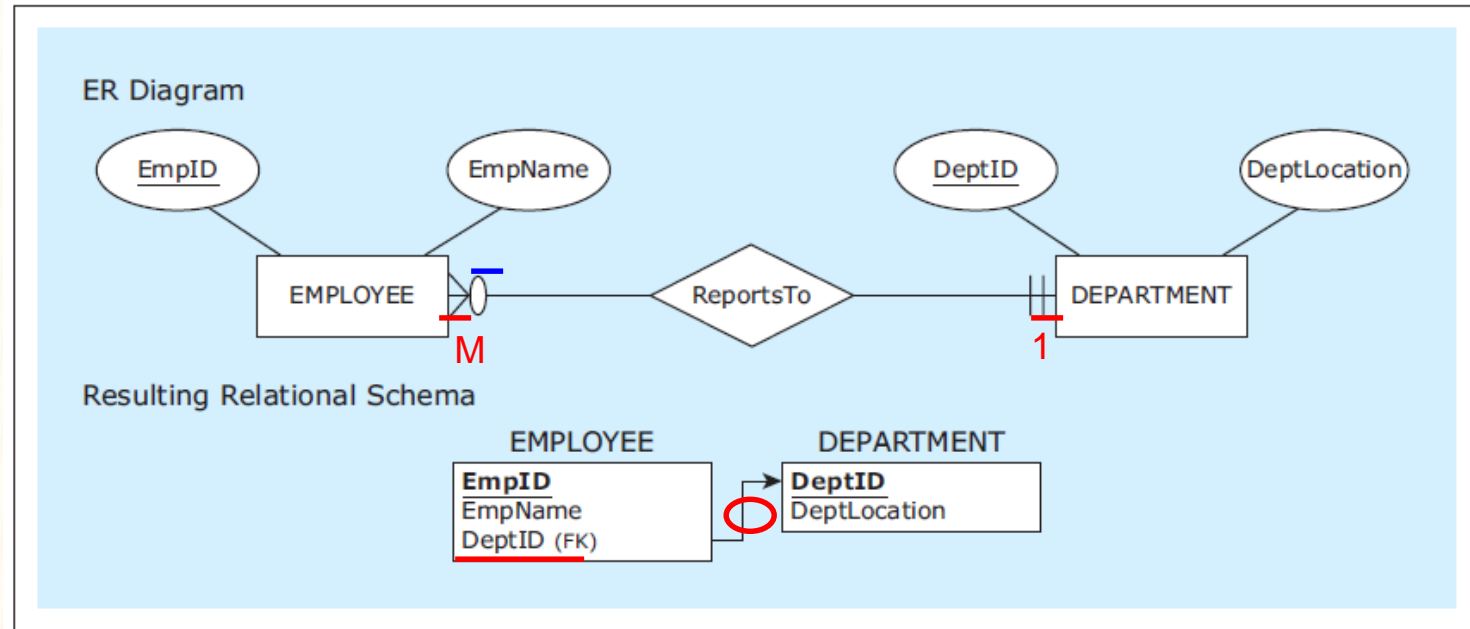 ER Diagram
EmpID
EmpName
DeptID
DeptLocation
EMPLOYEE
ReportsTo
DEPARTMENT
M
1
Resulting Relational Schema
EMPLOYEE
DEPARTMENT
EmpID
EmpName
DeptID (FK)
DeptID
DeptLocation